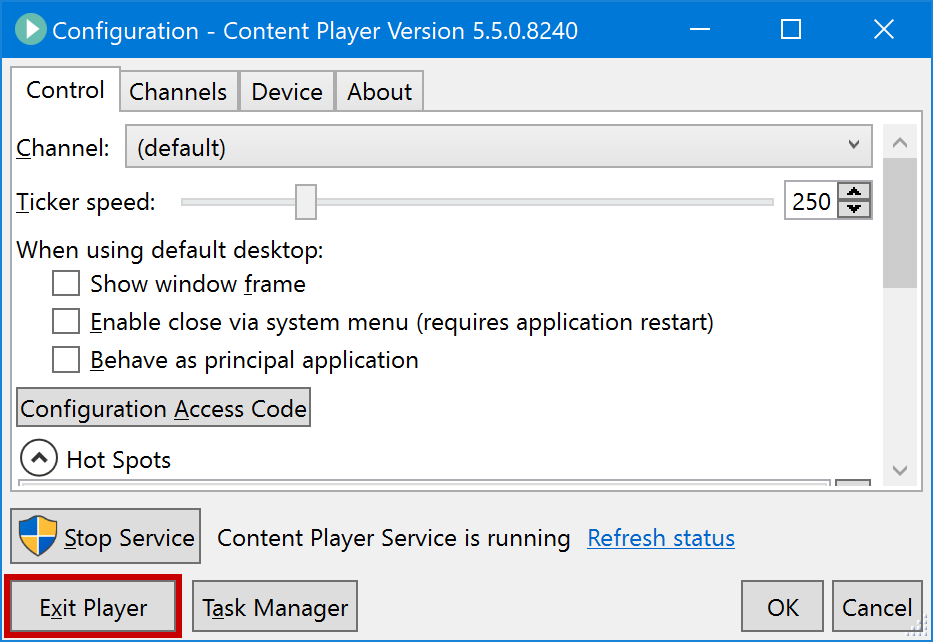 Configuration - Content Player Version 5.5.0.8240
Control Channels Device About
Channel: (default)
Ticker speed: 250
When using default desktop:
Show window frame
Enable close via system menu (requires application restart)
Behave as principal application
Configuration Access Code
Hot Spots
Stop Service Content Player Service is running Refresh status
Exit Player Task Manager OK Cancel